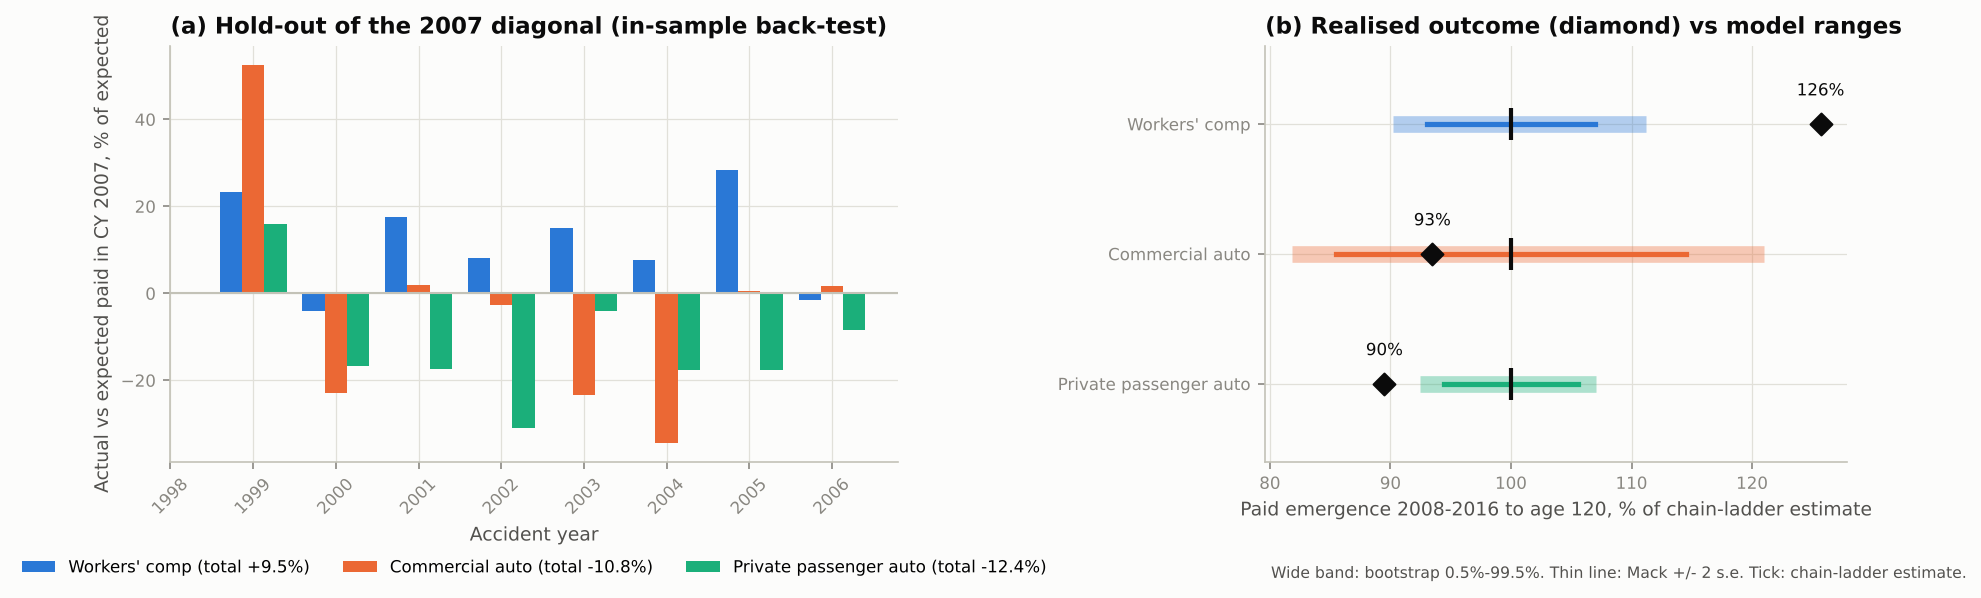 (a) Hold-out of the 2007 diagonal (in-sample back-test)
Actual vs expected paid in CY 2007, % of expected
40
20
0
−20
1998
1999
2000
2001
2002
2003
2004
2005
2006
Accident year
Workers' comp (total +9.5%)
Commercial auto (total -10.8%)
Private passenger auto (total -12.4%)
(b) Realised outcome (diamond) vs model ranges
126%
Workers' comp
93%
Commercial auto
90%
Private passenger auto
80
90
100
110
120
Paid emergence 2008-2016 to age 120, % of chain-ladder estimate
Wide band: bootstrap 0.5%-99.5%. Thin line: Mack +/- 2 s.e. Tick: chain-ladder estimate.